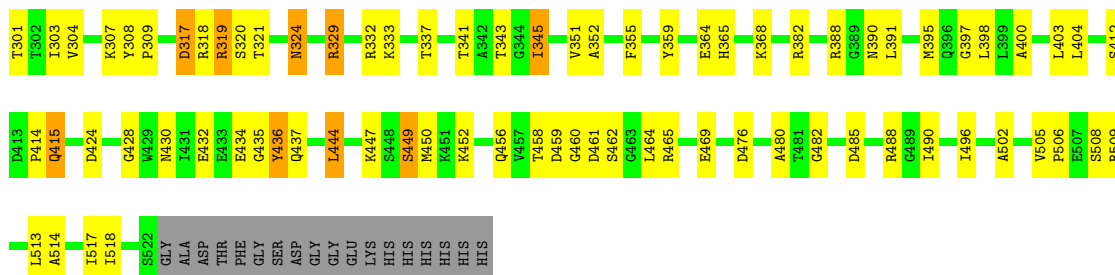 T301 T302 I303 V304 K307 Y308 P309 D317 R318 R319 S320 T321 N324 R329 R332 K333 T337 T341 A342 T343 G344 I345 V351 A352 F355 Y359 E364 H365 K368 R382 R388 G389 N390 L391 M395 Q396 G397 L398 L399 A400 L403 L404 S412
D413 P414 Q415 D424 G428 W429 N430 I431 E432 E433 E434 G435 Y436 Q437 L444 K447 S448 S449 M450 K451 K452 Q456 V457 T458 D459 G460 D461 S462 G463 L464 R465 E469 D476 A480 T481 G482 D485 R488 G489 I490 I496 A502 V505 P506 E507 S508 R509
L513 A514 I517 I518 S522 GLY ALA ASP THR PHE GLY SER ASP GLY GLY GLU LYS HIS HIS HIS HIS HIS HIS